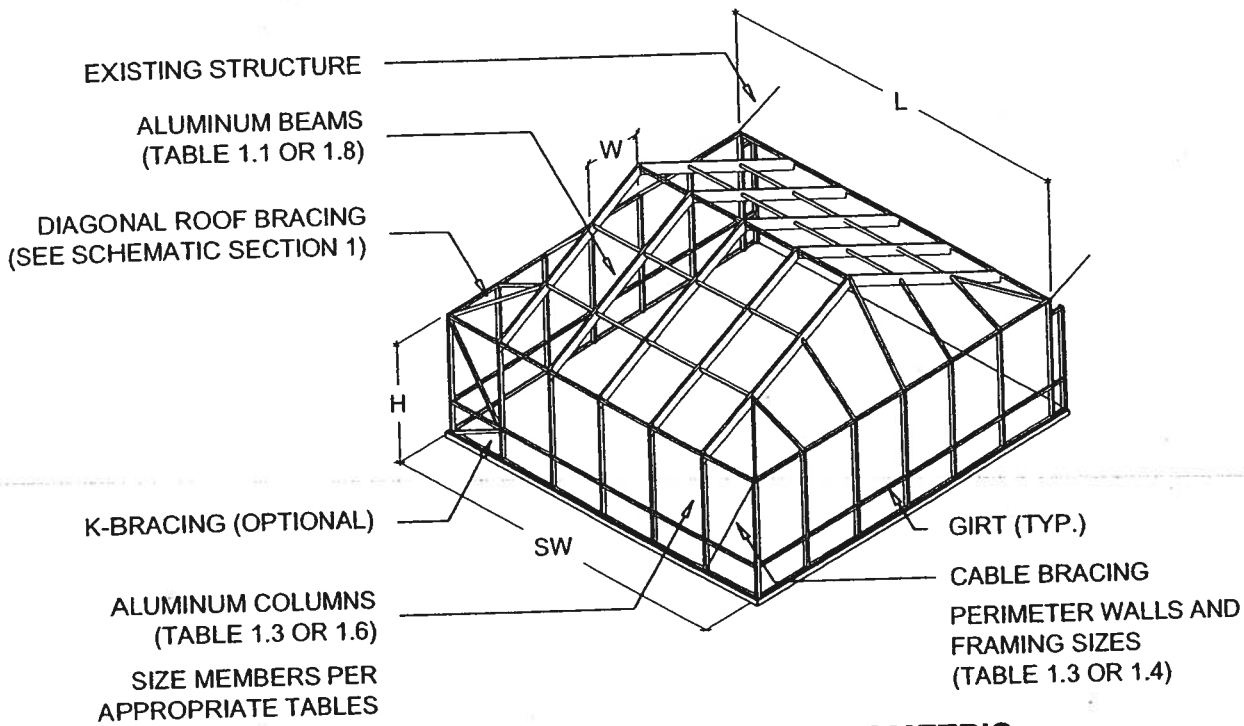 EXISTING STRUCTURE
ALUMINUM BEAMS
(TABLE 1.1 OR 1.8)
DIAGONAL ROOF BRACING
(SEE SCHEMATIC SECTION 1)
W
L
H
SW
K-BRACING (OPTIONAL)
ALUMINUM COLUMNS
(TABLE 1.3 OR 1.6)
SIZE MEMBERS PER
APPROPRIATE TABLES
GIRT (TYP.)
CABLE BRACING
PERIMETER WALLS AND
FRAMING SIZES
(TABLE 1.3 OR 1.4)